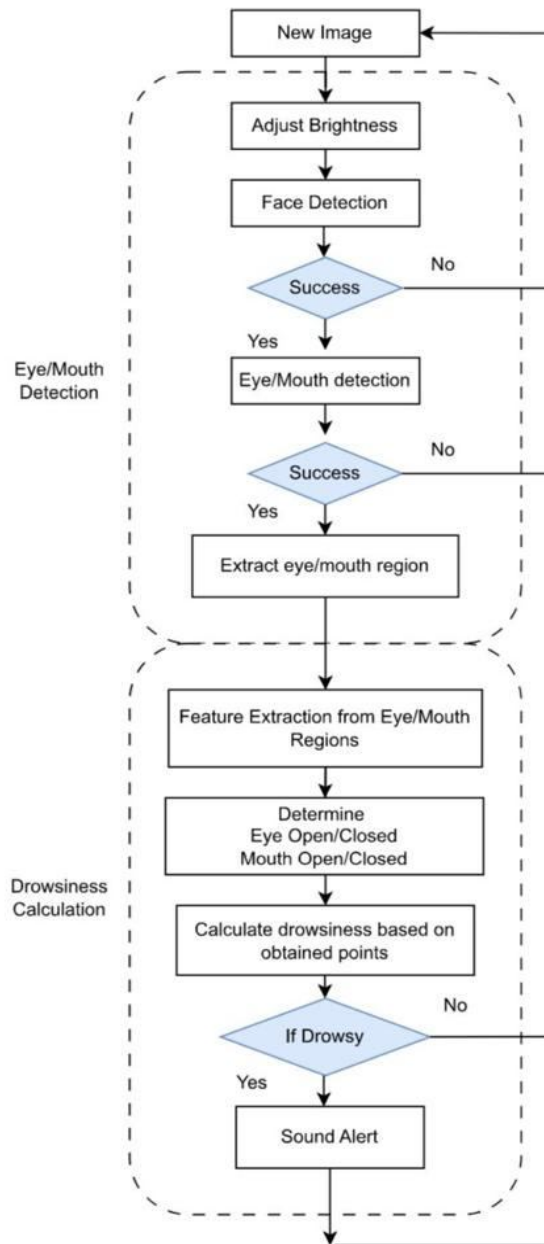 New Image
Adjust Brightness
Face Detection
No
Success
Yes
Eye/Mouth
Detection
Eye/Mouth detection
No
Success
Yes
Extract eye/mouth region
Feature Extraction from Eye/Mouth
Regions
Determine
Eye Open/Closed
Mouth Open/Closed
Drowsiness
Calculation
Calculate drowsiness based on
obtained points
No
If Drowsy
Yes
Sound Alert